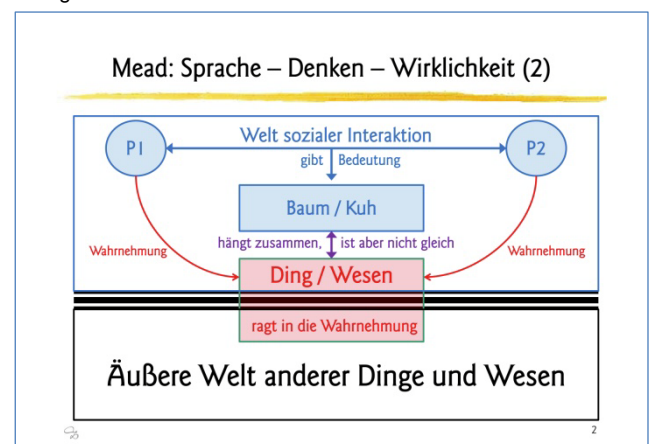 Mead: Sprache – Denken – Wirklichkeit (2)
Welt sozialer Interaktion
P1
P2
gibt Bedeutung
Baum / Kuh
hängt zusammen, ist aber nicht gleich
Wahrnehmung
Wahrnehmung
Ding / Wesen
ragt in die Wahrnehmung
Äußere Welt anderer Dinge und Wesen
2